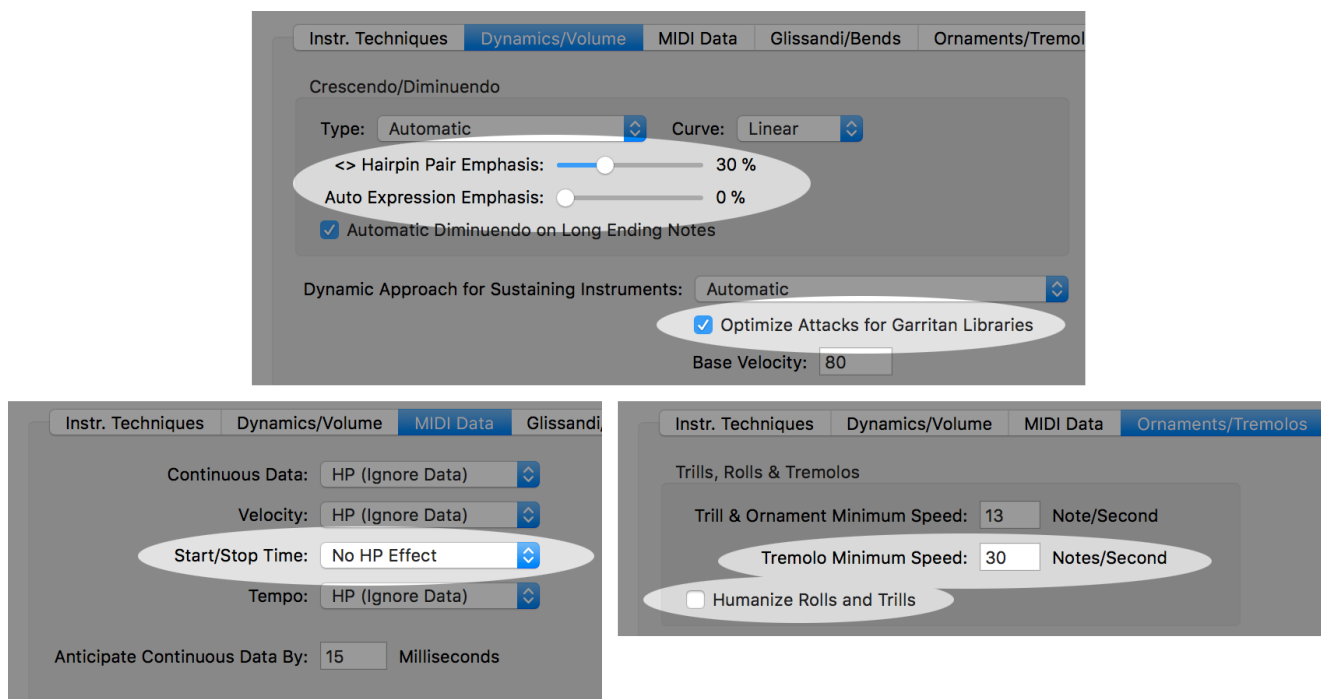 Instr. Techniques Dynamics/Volume MIDI Data Glissandi/Bends Ornaments/Tremol
Crescendo/Diminuendo
Type: Automatic Curve: Linear
<> Hairpin Pair Emphasis: 30 %
Auto Expression Emphasis: 0 %
Automatic Diminuendo on Long Ending Notes
Dynamic Approach for Sustaining Instruments: Automatic
Optimize Attacks for Garritan Libraries
Base Velocity: 80
Instr. Techniques Dynamics/Volume MIDI Data Glissandi/
Continuous Data: HP (Ignore Data)
Velocity: HP (Ignore Data)
Start/Stop Time: No HP Effect
Tempo: HP (Ignore Data)
Anticipate Continuous Data By: 15 Milliseconds
Instr. Techniques Dynamics/Volume MIDI Data Ornaments/Tremolos
Trills, Rolls & Tremolos
Trill & Ornament Minimum Speed: 13 Note/Second
Tremolo Minimum Speed: 30 Notes/Second
Humanize Rolls and Trills